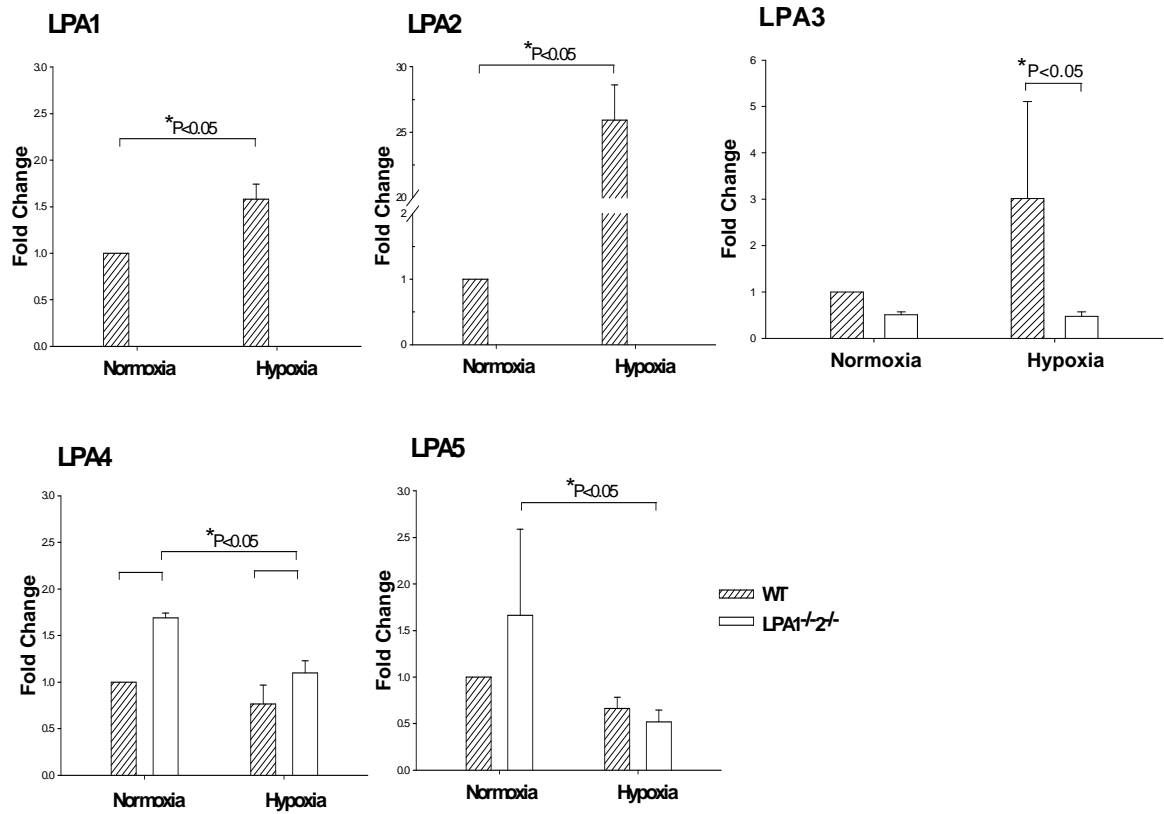 LPA1
*P<0.05
Fold Change
3.0
2.5
2.0
1.5
1.0
0.5
0.0
Normoxia Hypoxia
LPA2
*P<0.05
Fold Change
30
25
20
2
1
0
Normoxia Hypoxia
LPA3
*P<0.05
Fold Change
6
5
4
3
2
1
0
Normoxia Hypoxia
LPA4
*P<0.05
Fold Change
3.0
2.5
2.0
1.5
1.0
0.5
0.0
Normoxia Hypoxia
LPA5
*P<0.05
Fold Change
3.0
2.5
2.0
1.5
1.0
0.5
0.0
Normoxia Hypoxia
WT
LPA1-/-2-/-